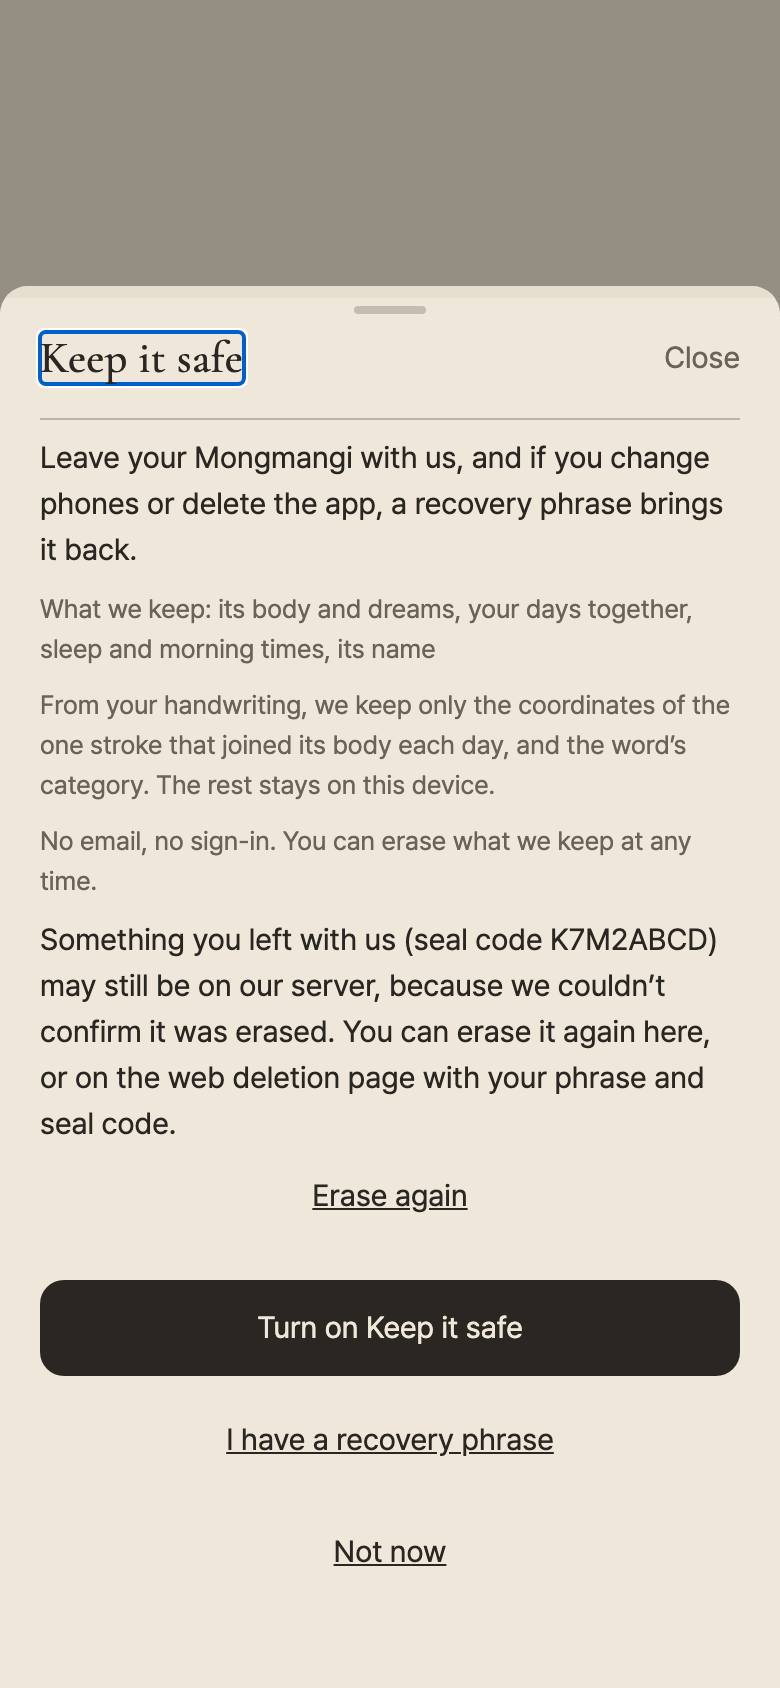 Keep it safe
Close
Leave your Mongmangi with us, and if you change
phones or delete the app, a recovery phrase brings
it back.
What we keep: its body and dreams, your days together,
sleep and morning times, its name
From your handwriting, we keep only the coordinates of the
one stroke that joined its body each day, and the word’s
category. The rest stays on this device.
No email, no sign-in. You can erase what we keep at any
time.
Something you left with us (seal code K7M2ABCD)
may still be on our server, because we couldn’t
confirm it was erased. You can erase it again here,
or on the web deletion page with your phrase and
seal code.
Erase again
Turn on Keep it safe
I have a recovery phrase
Not now